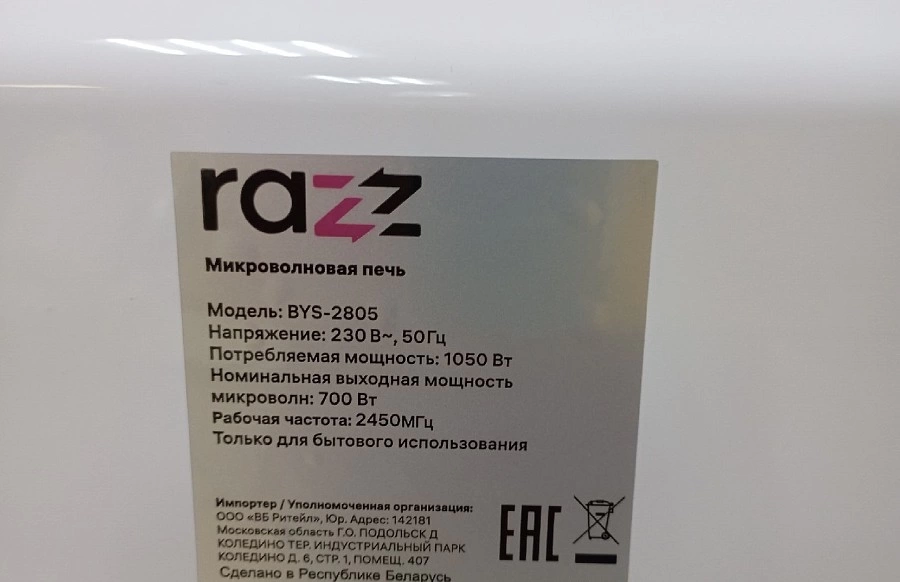 razz
Микроволновая печь
Модель: BYS-2805
Напряжение: 230 В~, 50Гц
Потребляемая мощность: 1050 Вт
Номинальная выходная мощность
микроволн: 700 Вт
Рабочая частота: 2450МГц
Только для бытового использования
Импортер / Уполномоченная организация:
ООО «ВБ Ритейл», Юр. Адрес: 142181
Московская область Г.О. ПОДОЛЬСК Д
КОЛЕДИНО ТЕР. ИНДУСТРИАЛЬНЫЙ ПАРК
КОЛЕДИНО Д. 6, СТР. 1, ПОМЕЩ. 407
Сделано в Республике Беларусь
EAC